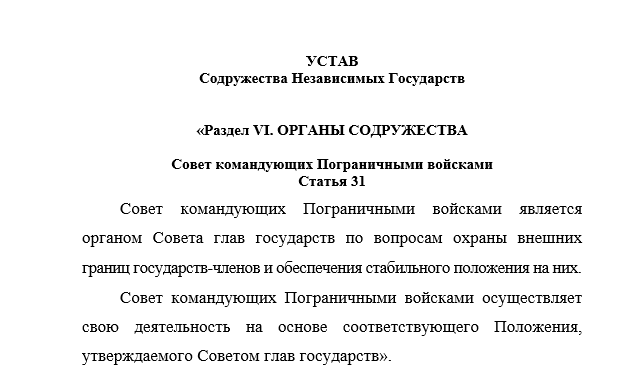 УСТАВ
Содружества Независимых Государств
«Раздел VI. ОРГАНЫ СОДРУЖЕСТВА
Совет командующих Пограничными войсками
Статья 31
Совет командующих Пограничными войсками является
органом Совета глав государств по вопросам охраны внешних
границ государств-членов и обеспечения стабильного положения на них.
Совет командующих Пограничными войсками осуществляет
свою деятельность на основе соответствующего Положения,
утверждаемого Советом глав государств».